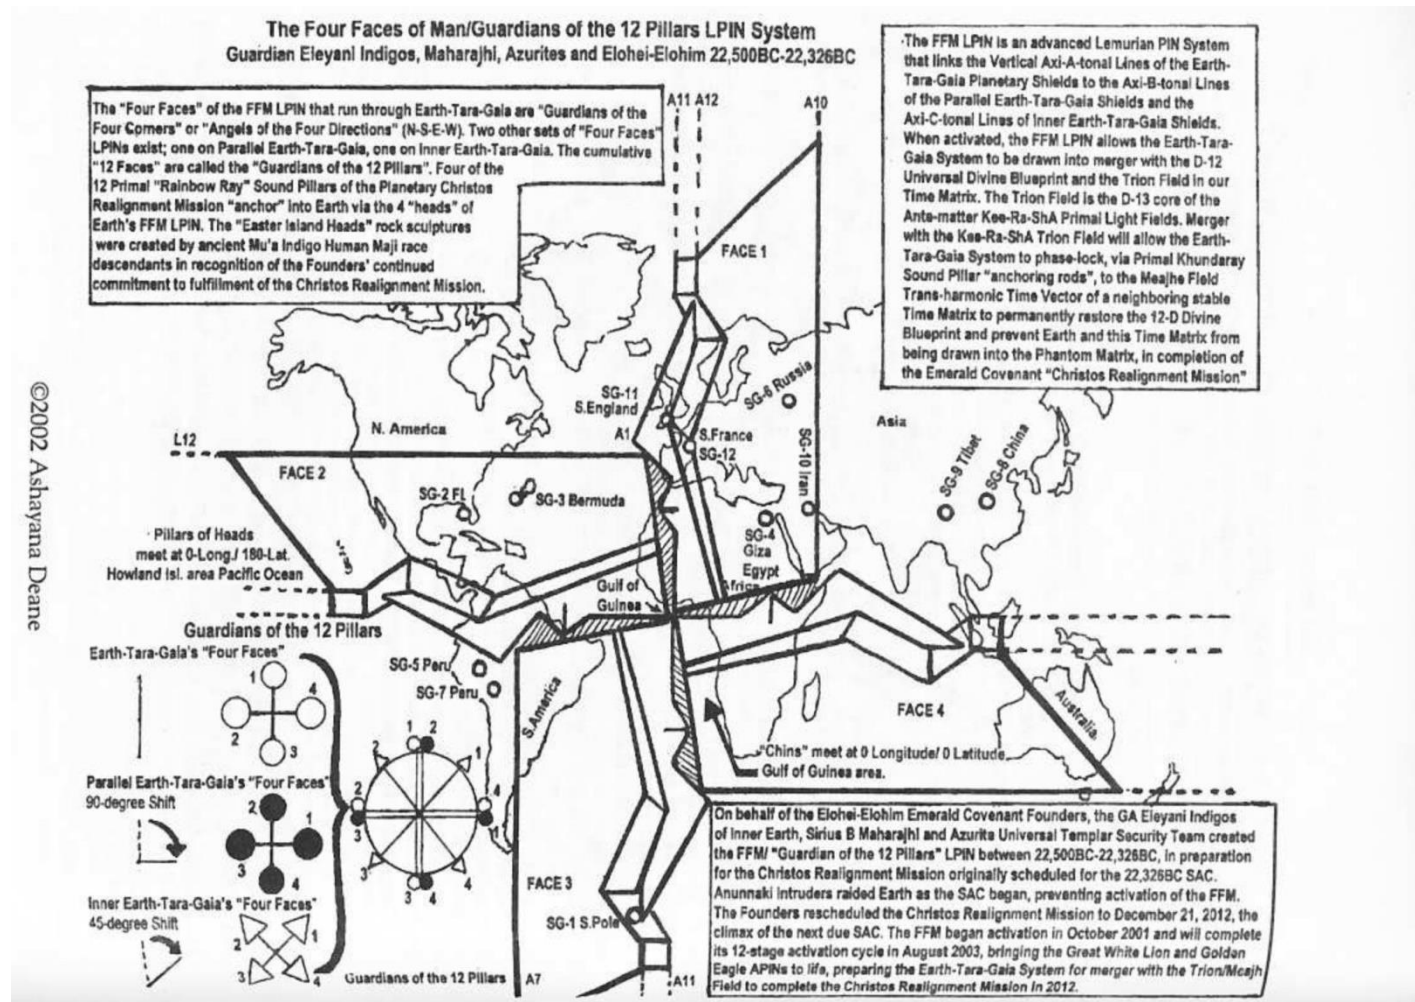 The Four Faces of Man/Guardians of the 12 Pillars LPIN System
Guardian Eleyani Indigos, Maharajhi, Azurites and Elohei-Elohim 22,500BC-22,326BC
The "Four Faces" of the FFM LPIN that run through Earth-Tara-Gaia are "Guardians of the
Four Corners" or "Angels of the Four Directions" (N-S-E-W). Two other sets of "Four Faces"
LPINs exist; one on Parallel Earth-Tara-Gaia, one on Inner Earth-Tara-Gaia. The cumulative
"12 Faces" are called the "Guardians of the 12 Pillars". Four of the
12 Primal "Rainbow Ray" Sound Pillars of the Planetary Christos
Realignment Mission "anchor" into Earth via the 4 "heads" of
Earth's FFM LPIN. The "Easter Island Heads" rock sculptures
were created by ancient Mu'a Indigo Human Maji race
descendants in recognition of the Founders' continued
commitment to fulfillment of the Christos Realignment Mission.
A11 A12
A10
The FFM LPIN is an advanced Lemurian PIN System
that links the Vertical Axi-A-tonal Lines of the Earth-
Tara-Gaia Planetary Shields to the Axi-B-tonal Lines
of the Parallel Earth-Tara-Gaia Shields and the
Axi-C-tonal Lines of Inner Earth-Tara-Gaia Shields.
When activated, the FFM LPIN allows the Earth-Tara-
Gaia System to be drawn into merger with the D-12
Universal Divine Blueprint and the Trion Field in our
Time Matrix. The Trion Field is the D-13 core of the
Ante-matter Kee-Ra-ShA Primal Light Fields. Merger
with the Kee-Ra-ShA Trion Field will allow the Earth-
Tara-Gaia System to phase-lock, via Primal Khundaray
Sound Pillar "anchoring rods", to the Meajhe Field
Trans-harmonic Time Vector of a neighboring stable
Time Matrix to permanently restore the 12-D Divine
Blueprint and prevent Earth and this Time Matrix from
being drawn into the Phantom Matrix, in completion of
the Emerald Covenant "Christos Realignment Mission"
FACE 1
SG-6 Russia
SG-11
S.England
A1
N. America
Asia
L12
S.France
SG-12
SG-10 Iran
SG-9 Tibet
SG-8 China
FACE 2
SG-2 Fl.
SG-3 Bermuda
SG-4
Giza
Egypt
Africa
Pillars of Heads
meet at 0-Long./ 180-Lat.
Howland Isl. area Pacific Ocean
Gulf of
Guinea
Guardians of the 12 Pillars
Earth-Tara-Gaia's "Four Faces"
1
4
2
3
SG-5 Peru
SG-7 Peru
S.America
FACE 4
Australia
"Chins" meet at 0 Longitude/ 0 Latitude
Gulf of Guinea area.
Parallel Earth-Tara-Gaia's "Four Faces"
90-degree Shift
2
1
3
4
1 2
2
1
2
4
3
1
3
4
3 4
Inner Earth-Tara-Gaia's "Four Faces"
45-degree Shift
2
1
3
4
Guardians of the 12 Pillars
FACE 3
SG-1 S.Pole
A7
A11
On behalf of the Elohei-Elohim Emerald Covenant Founders, the GA Eleyani Indigos
of Inner Earth, Sirius B Maharajhi and Azurite Universal Templar Security Team created
the FFM/ "Guardian of the 12 Pillars" LPIN between 22,500BC-22,326BC, in preparation
for the Christos Realignment Mission originally scheduled for the 22,326BC SAC.
Anunnaki intruders raided Earth as the SAC began, preventing activation of the FFM.
The Founders rescheduled the Christos Realignment Mission to December 21, 2012, the
climax of the next due SAC. The FFM began activation in October 2001 and will complete
its 12-stage activation cycle in August 2003, bringing the Great White Lion and Golden
Eagle APINs to life, preparing the Earth-Tara-Gaia System for merger with the Trion/Meajh
Field to complete the Christos Realignment Mission in 2012.
©2002 Ashayana Deane